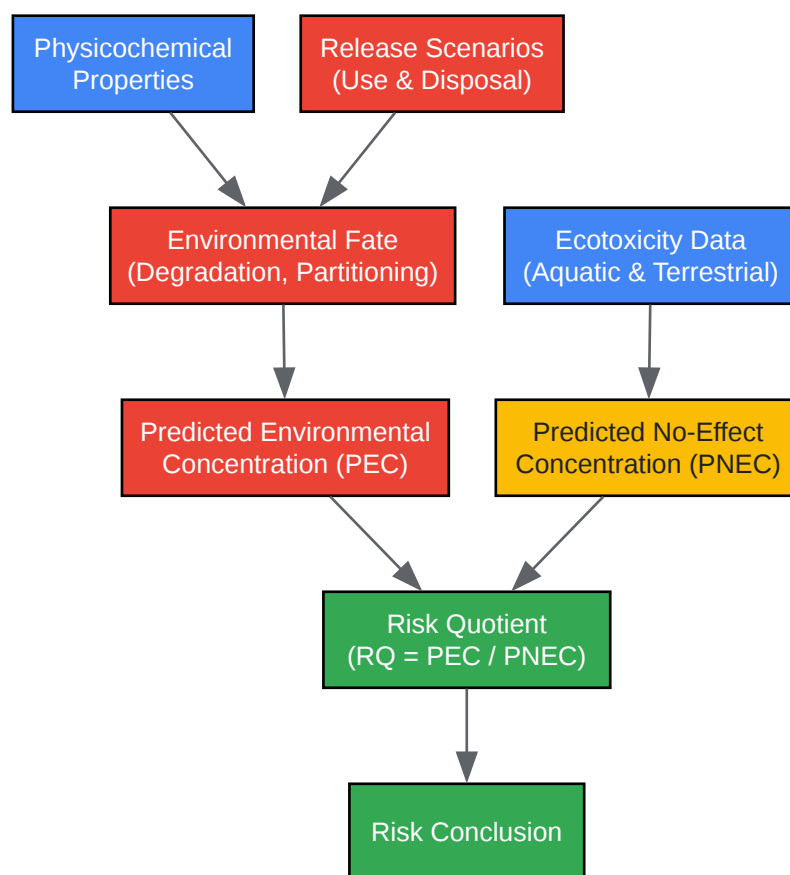 Physicochemical
Properties
Release Scenarios
(Use & Disposal)
Environmental Fate
(Degradation, Partitioning)
Ecotoxicity Data
(Aquatic & Terrestrial)
Predicted Environmental
Concentration (PEC)
Predicted No-Effect
Concentration (PNEC)
Risk Quotient
(RQ = PEC / PNEC)
Risk Conclusion